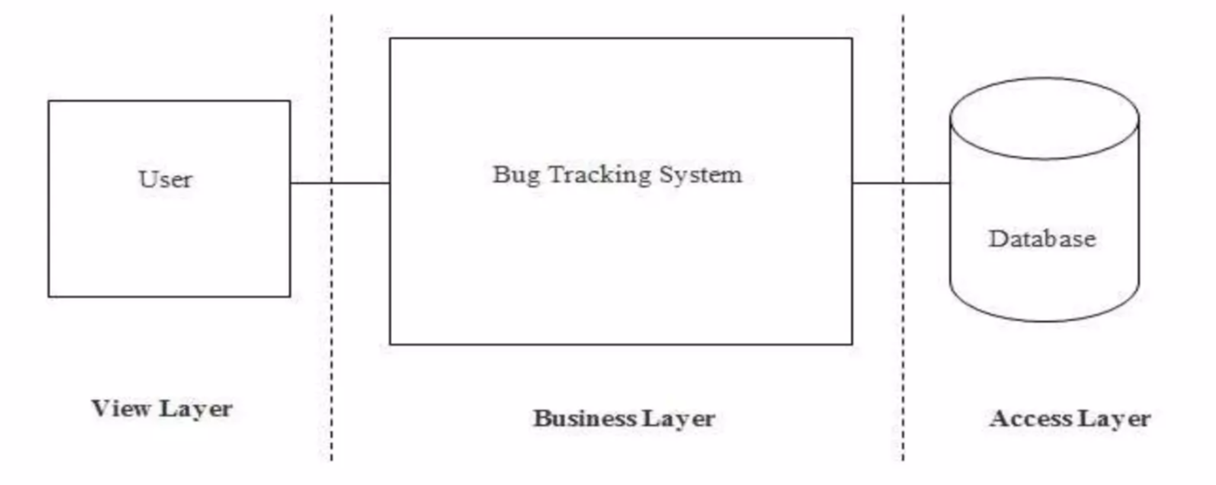 User
Bug Tracking System
Database
View Layer
Business Layer
Access Layer